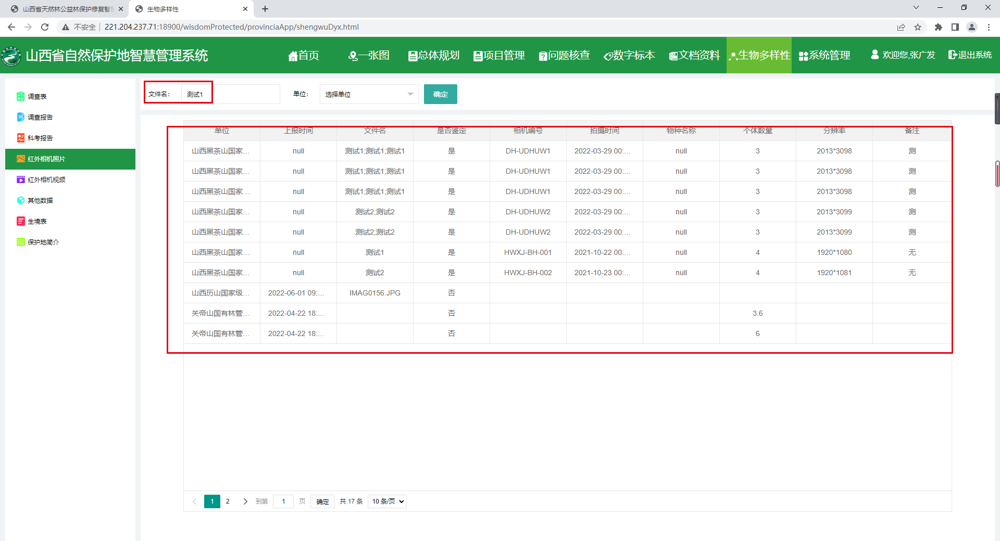 山西省天然林公益林保护修复智慧
生物多样性
不安全
221.204.237.71:18900/wisdomProtected/provinciaApp/shengwuDyx.html
山西省自然保护地智慧管理系统
首页
一张图
总体规划
项目管理
问题核查
数字标本
文档资料
生物多样性
系统管理
欢迎您,张广发
退出系统
调查表
调查报告
科考报告
红外相机照片
红外相机视频
其他数据
生境表
保护地简介
文件名: 测试1 单位: 选择单位 确定
单位 上报时间 文件名 是否鉴定 相机编号 拍摄时间 物种名称 个体数量 分辨率 备注
山西黑茶山国家... null 测试1;测试1;测试1 是 DH-UDHUW1 2022-03-29 00:... null 3 2013*3098 测
山西黑茶山国家... null 测试1;测试1;测试1 是 DH-UDHUW1 2022-03-29 00:... null 3 2013*3098 测
山西黑茶山国家... null 测试1;测试1;测试1 是 DH-UDHUW1 2022-03-29 00:... null 3 2013*3098 测
山西黑茶山国家... null 测试2;测试2 是 DH-UDHUW2 2022-03-29 00:... null 3 2013*3099 测
山西黑茶山国家... null 测试2;测试2 是 DH-UDHUW2 2022-03-29 00:... null 3 2013*3099 测
山西黑茶山国家... null 测试1 是 HWXJ-BH-001 2021-10-22 00:... null 4 1920*1080 无
山西黑茶山国家... null 测试2 是 HWXJ-BH-002 2021-10-23 00:... null 4 1920*1081 无
山西历山国家级... 2022-06-01 09:... IMAG0156.JPG 否
关帝山国有林管... 2022-04-22 18:... 否 3.6
关帝山国有林管... 2022-04-22 18:... 否 6
1 2 到第 1 页 确定 共 17 条 10 条/页